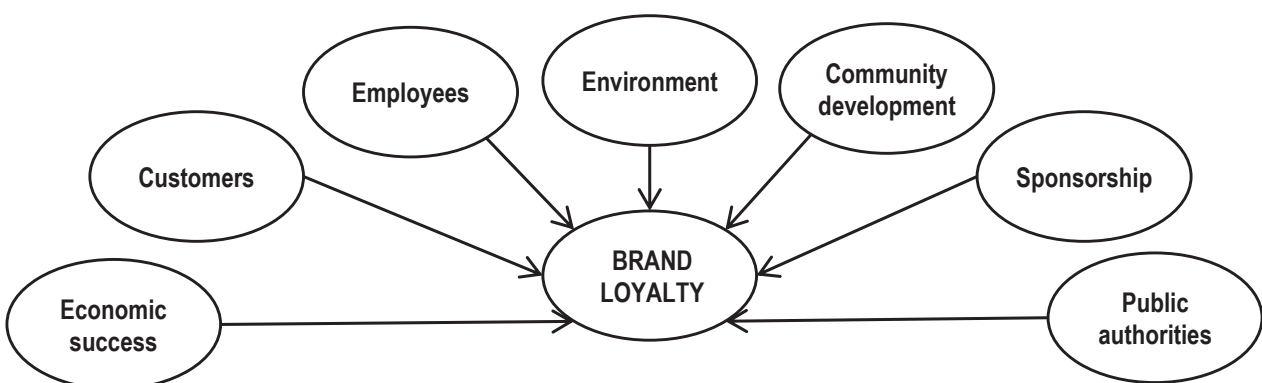 Environment
Community
development
Employees
Customers
Sponsorship
BRAND
LOYALTY
Economic
success
Public
authorities